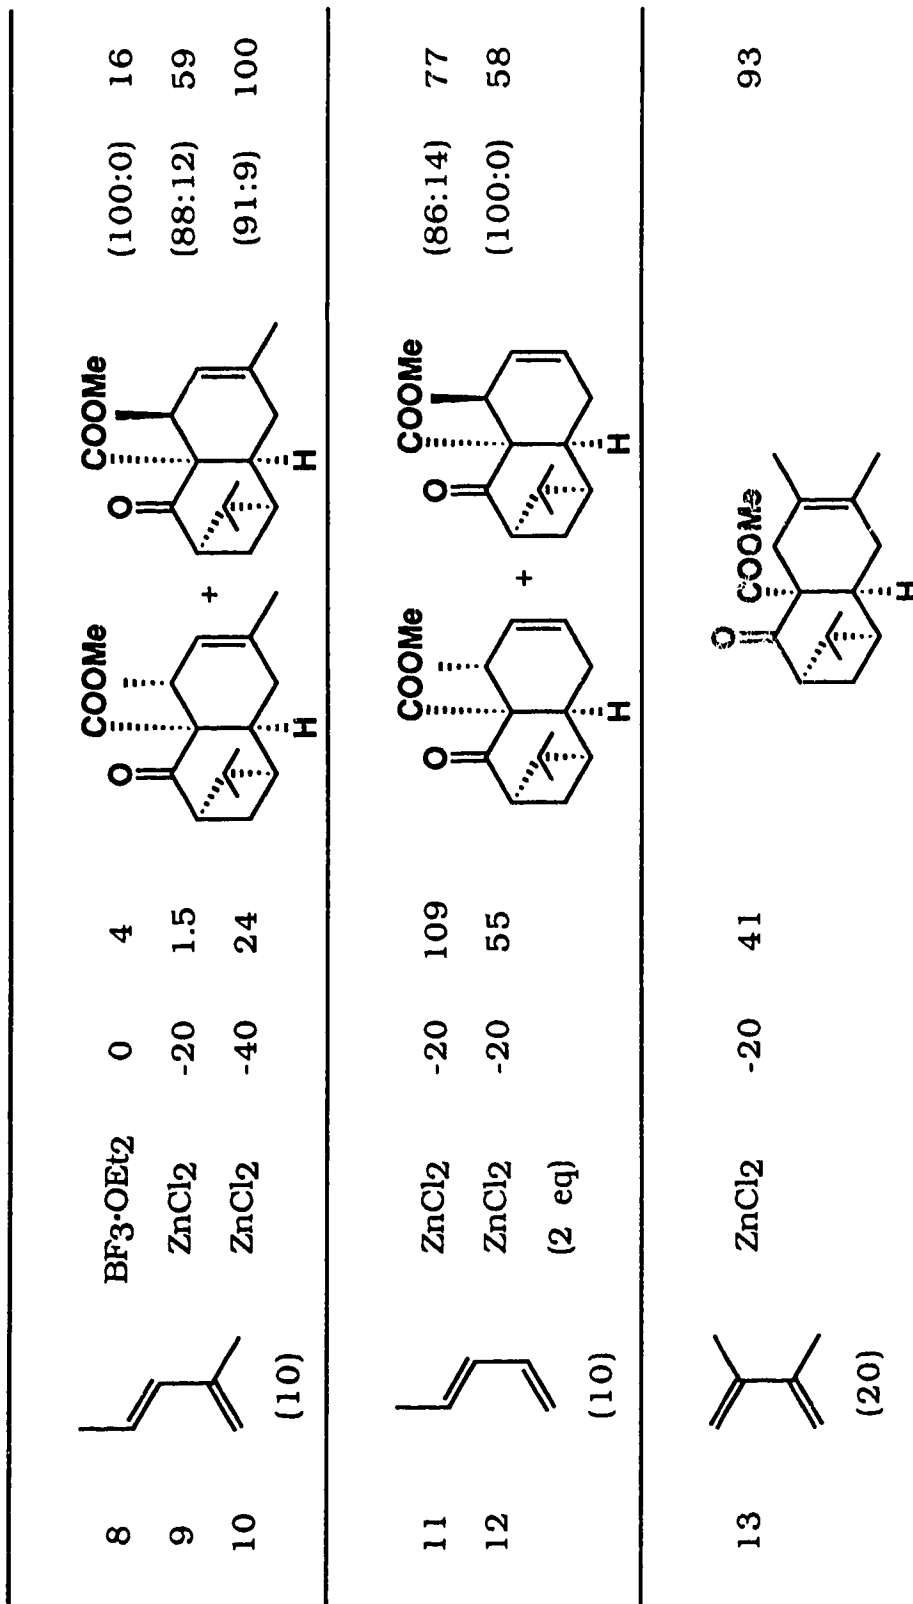 8 (10) BF3·OEt2 0 4 O COOMe H + O COOMe H (100:0) 16
9 ZnCl2 -20 1.5 (88:12) 59
10 ZnCl2 -40 24 (91:9) 100
11 (10) ZnCl2 -20 109 O COOMe H + O COOMe H (86:14) 77
12 ZnCl2 -20 55 (100:0) 58
(2 eq)
13 (20) ZnCl2 -20 41 O COOMe H 93